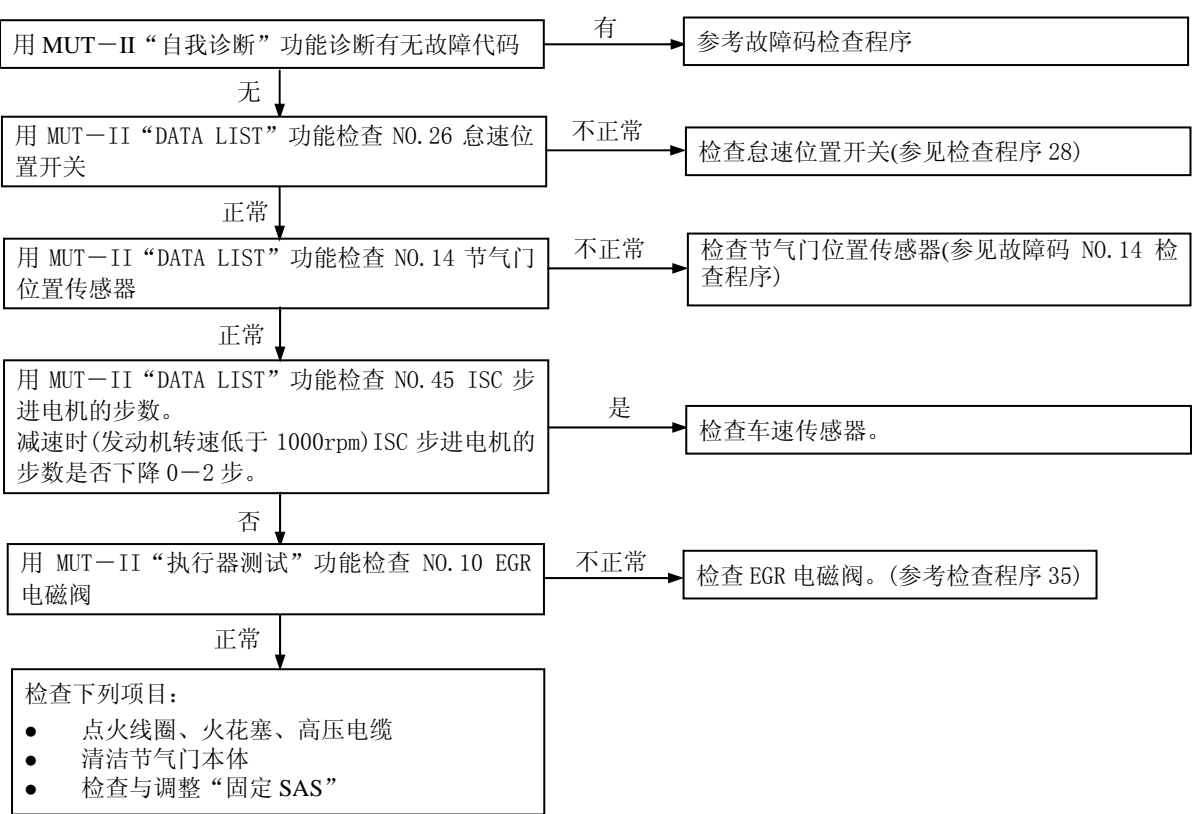 用 MUT－II“自我诊断”功能诊断有无故障代码
有
参考故障码检查程序
无
用 MUT－II“DATA LIST”功能检查 NO.26 怠速位
置开关
不正常
检查怠速位置开关(参见检查程序 28)
正常
用 MUT－II“DATA LIST”功能检查 NO.14 节气门
位置传感器
不正常
检查节气门位置传感器(参见故障码 NO.14 检
查程序)
正常
用 MUT－II“DATA LIST”功能检查 NO.45 ISC 步
进电机的步数。
减速时(发动机转速低于 1000rpm)ISC 步进电机的
步数是否下降 0－2 步。
是
检查车速传感器。
否
用 MUT－II“执行器测试”功能检查 NO.10 EGR
电磁阀
不正常
检查 EGR 电磁阀。(参考检查程序 35)
正常
检查下列项目：
● 点火线圈、火花塞、高压电缆
● 清洁节气门本体
● 检查与调整“固定 SAS”